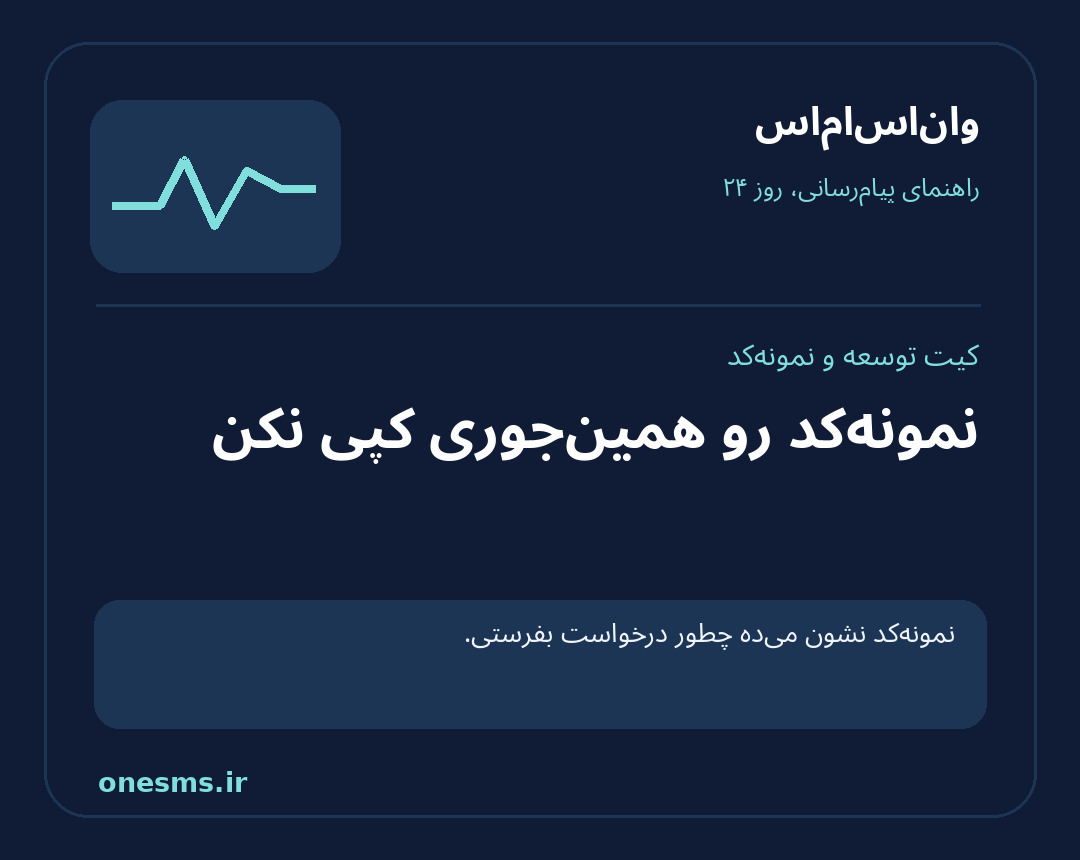 وان‌اس‌ام‌اس
راهنمای پیام‌رسانی، روز ۲۴
کیت توسعه و نمونه‌کد
نمونه‌کد رو همین‌جوری کپی نکن
نمونه‌کد نشون می‌ده چطور درخواست بفرستی.
onesms.ir